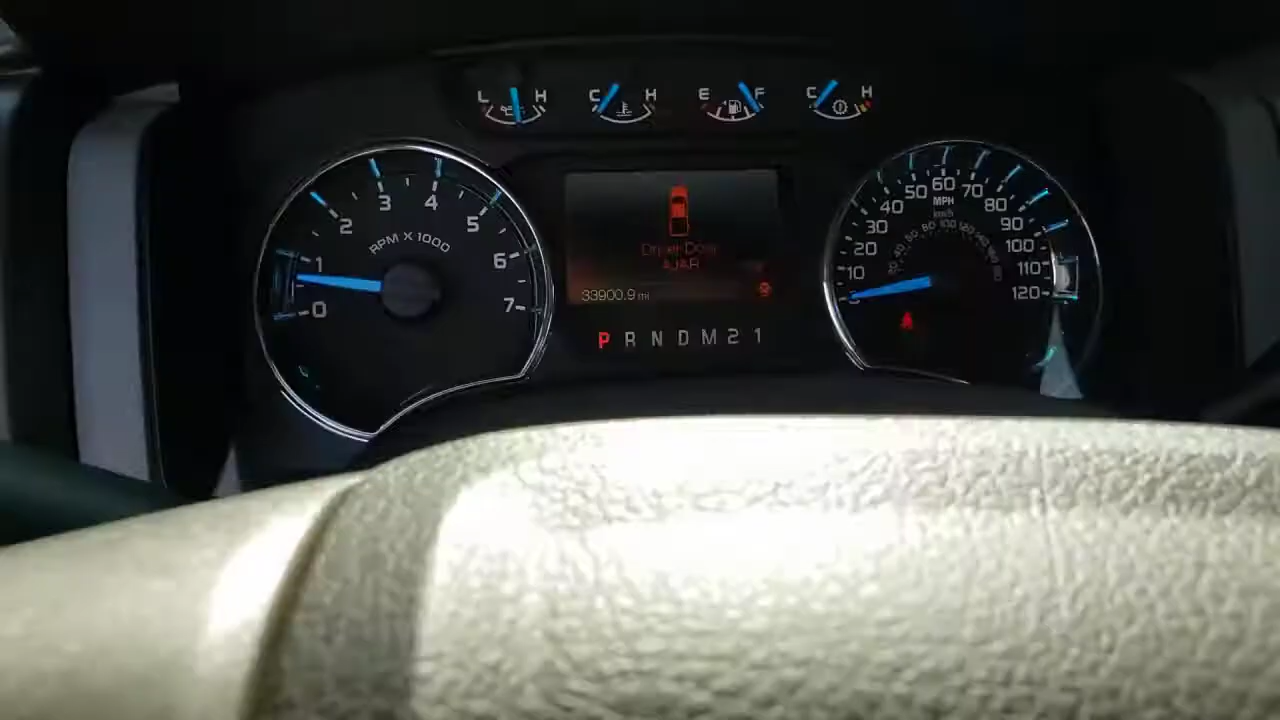 L H C H E F C H
0 1 2 3 4 5 6 7
RPM X 1000
Driver Door
AJAR
33900.9 mi
P R N D M 2 1
10 20 30 40 50 60 70 80 90 100 110 120
MPH
km/h